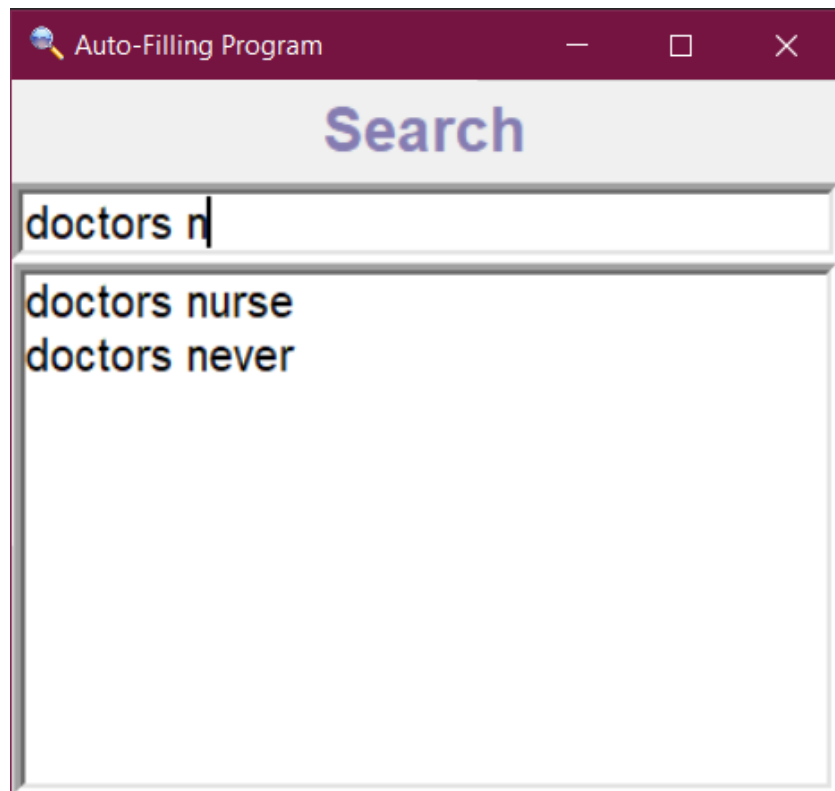 Auto-Filling Program
Search
doctors n
doctors nurse
doctors never